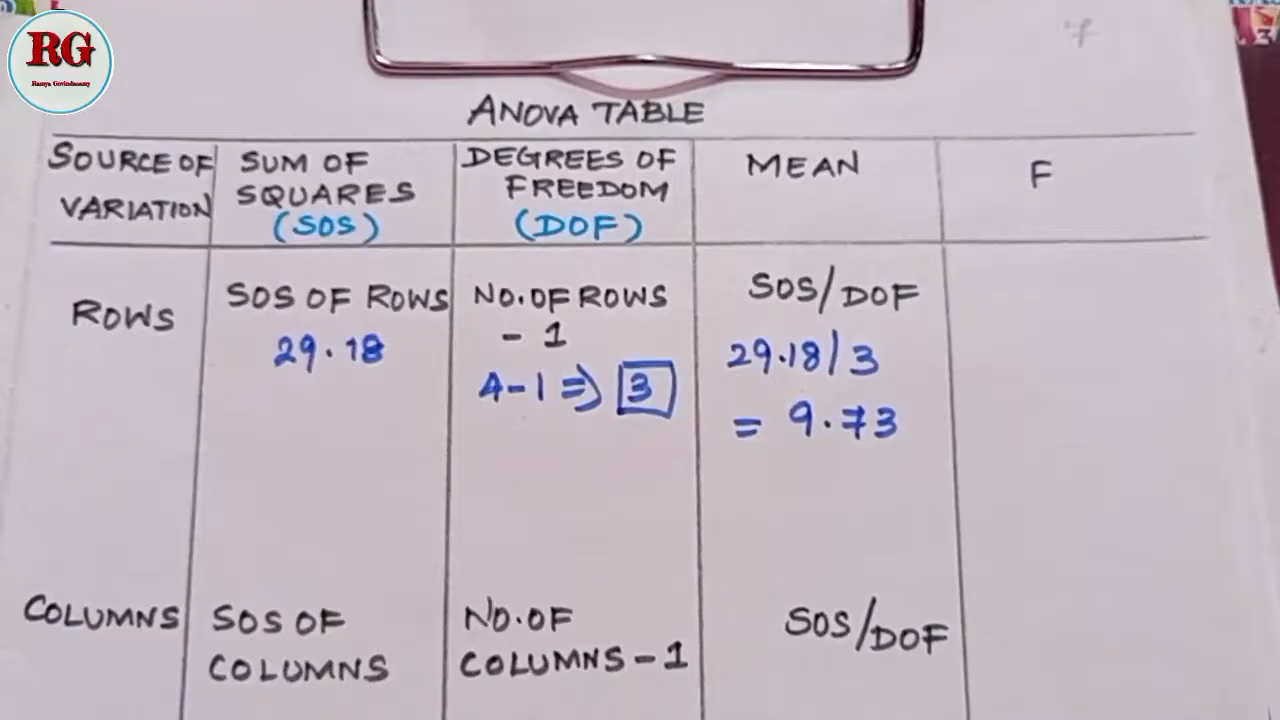 RG
Ramya Govindasamy
ANOVA TABLE
SOURCE OF VARIATION
SUM OF SQUARES (SOS)
DEGREES OF FREEDOM (DOF)
MEAN
F
ROWS
SOS OF ROWS
29.18
NO. OF ROWS
- 1
4-1 => 3
SOS/DOF
29.18/3
= 9.73
COLUMNS
SOS OF
COLUMNS
NO. OF
COLUMNS - 1
SOS/DOF